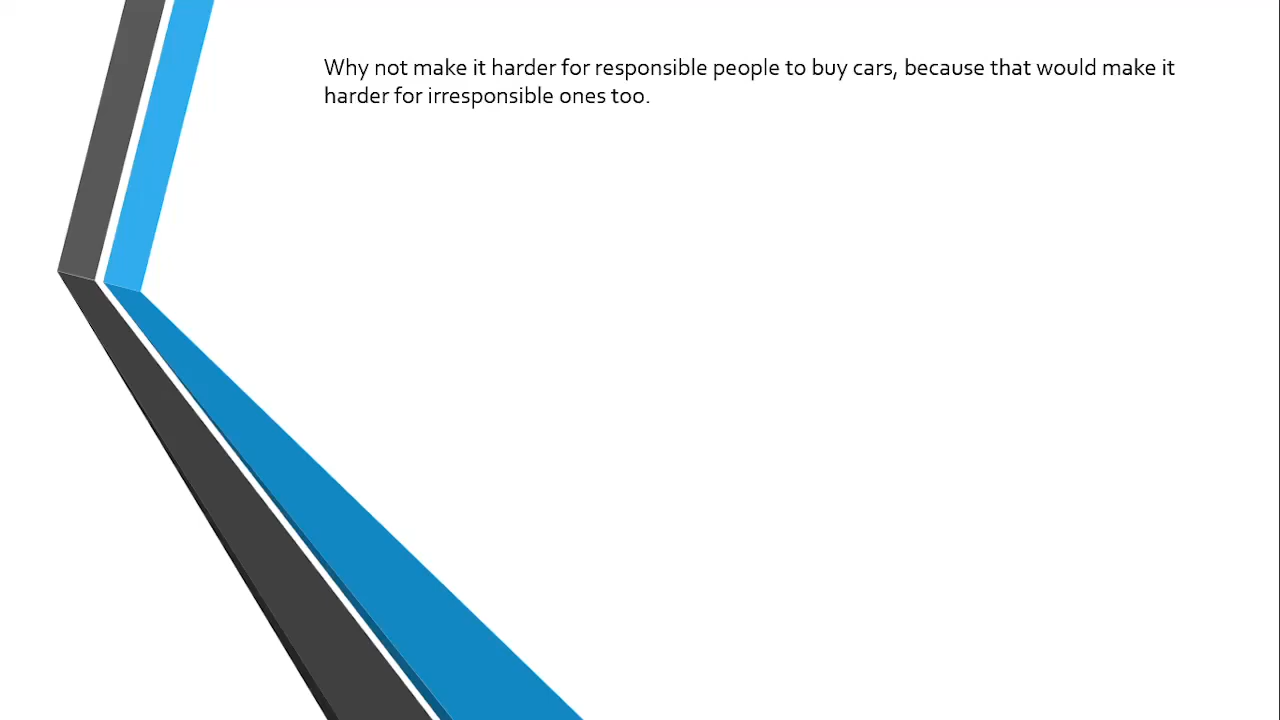 Why not make it harder for responsible people to buy cars, because that would make it
harder for irresponsible ones too.